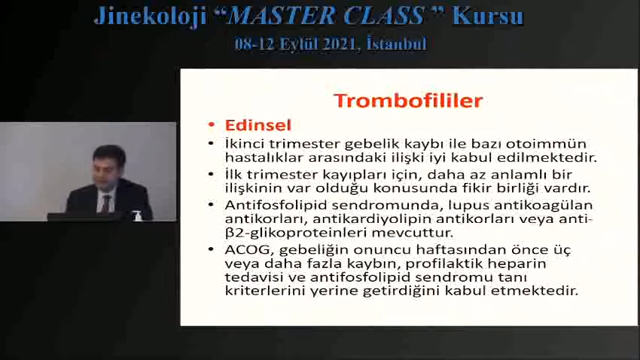 Jinekoloji “MASTER CLASS ” Kursu
08-12 Eylül 2021, İstanbul
Trombofililer
• Edinsel
• İkinci trimester gebelik kaybı ile bazı otoimmün
hastalıklar arasındaki ilişki iyi kabul edilmektedir.
• İlk trimester kayıpları için, daha az anlamlı bir
ilişkinin var olduğu konusunda fikir birliği vardır.
• Antifosfolipid sendromunda, lupus antikoagülan
antikorları, antikardiyolipin antikorları veya anti-
β2-glikoproteinleri mevcuttur.
• ACOG, gebeliğin onuncu haftasından önce üç
veya daha fazla kaybın, profilaktik heparin
tedavisi ve antifosfolipid sendromu tanı
kriterlerini yerine getirdiğini kabul etmektedir.